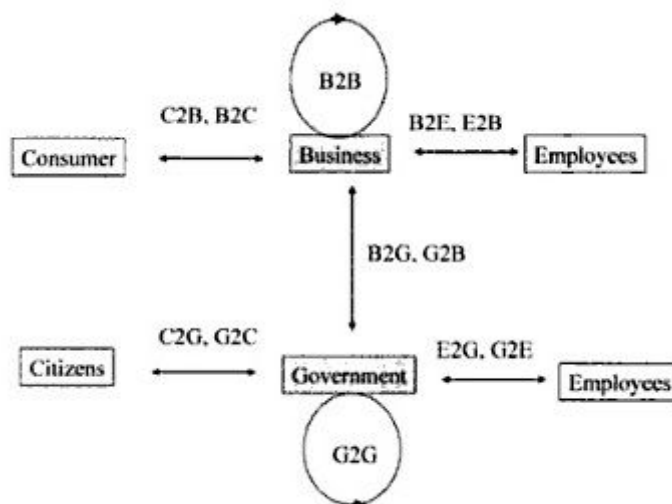 B2B
C2B, B2C
B2E, E2B
Consumer
Business
Employees
B2G, G2B
C2G, G2C
E2G, G2E
Citizens
Government
Employees
G2G